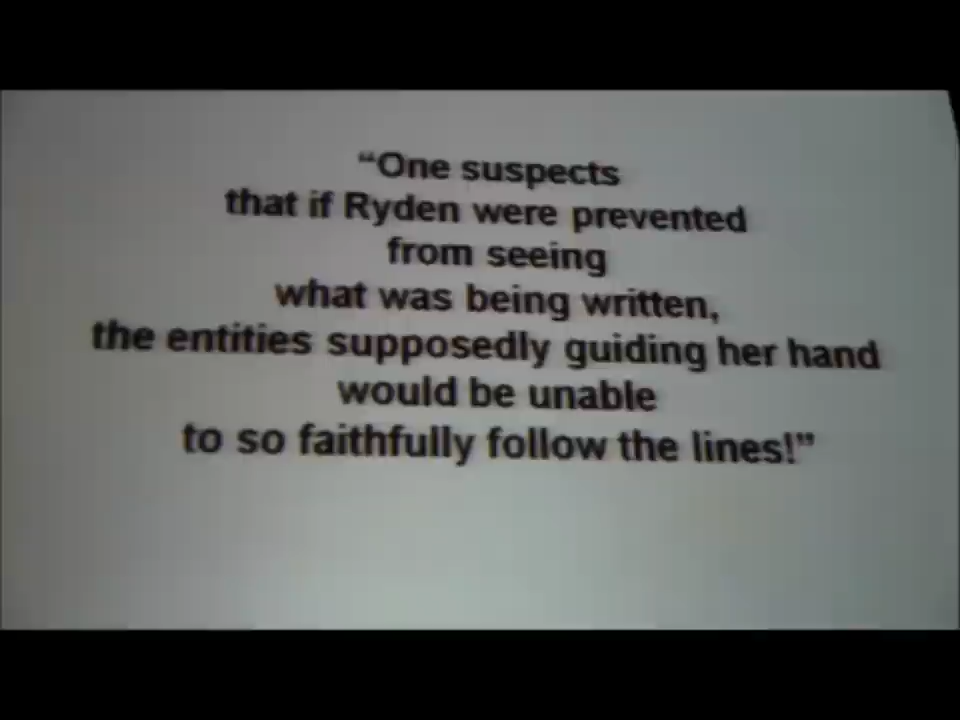 “One suspects
that if Ryden were prevented
from seeing
what was being written,
the entities supposedly guiding her hand
would be unable
to so faithfully follow the lines!”